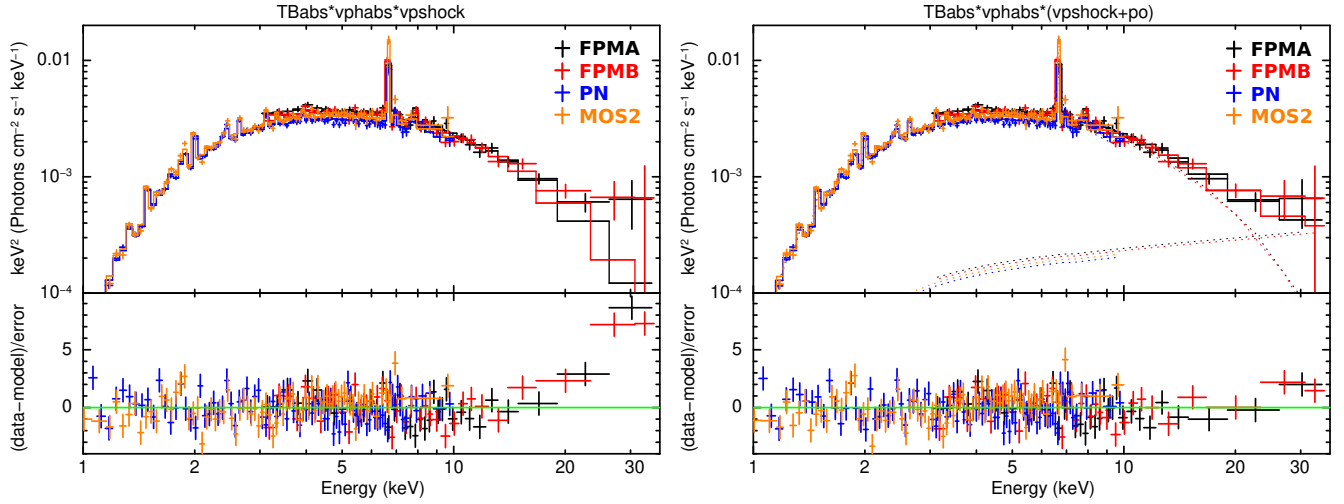 TBabs*vphabs*vpshock
keV² (Photons cm⁻² s⁻¹ keV⁻¹)
0.01
10⁻³
10⁻⁴
FPMA
FPMB
PN
MOS2
(data−model)/error
5
0
1
2
5
10
20
30
Energy (keV)
TBabs*vphabs*(vpshock+po)
keV² (Photons cm⁻² s⁻¹ keV⁻¹)
0.01
10⁻³
10⁻⁴
FPMA
FPMB
PN
MOS2
(data−model)/error
5
0
1
2
5
10
20
30
Energy (keV)